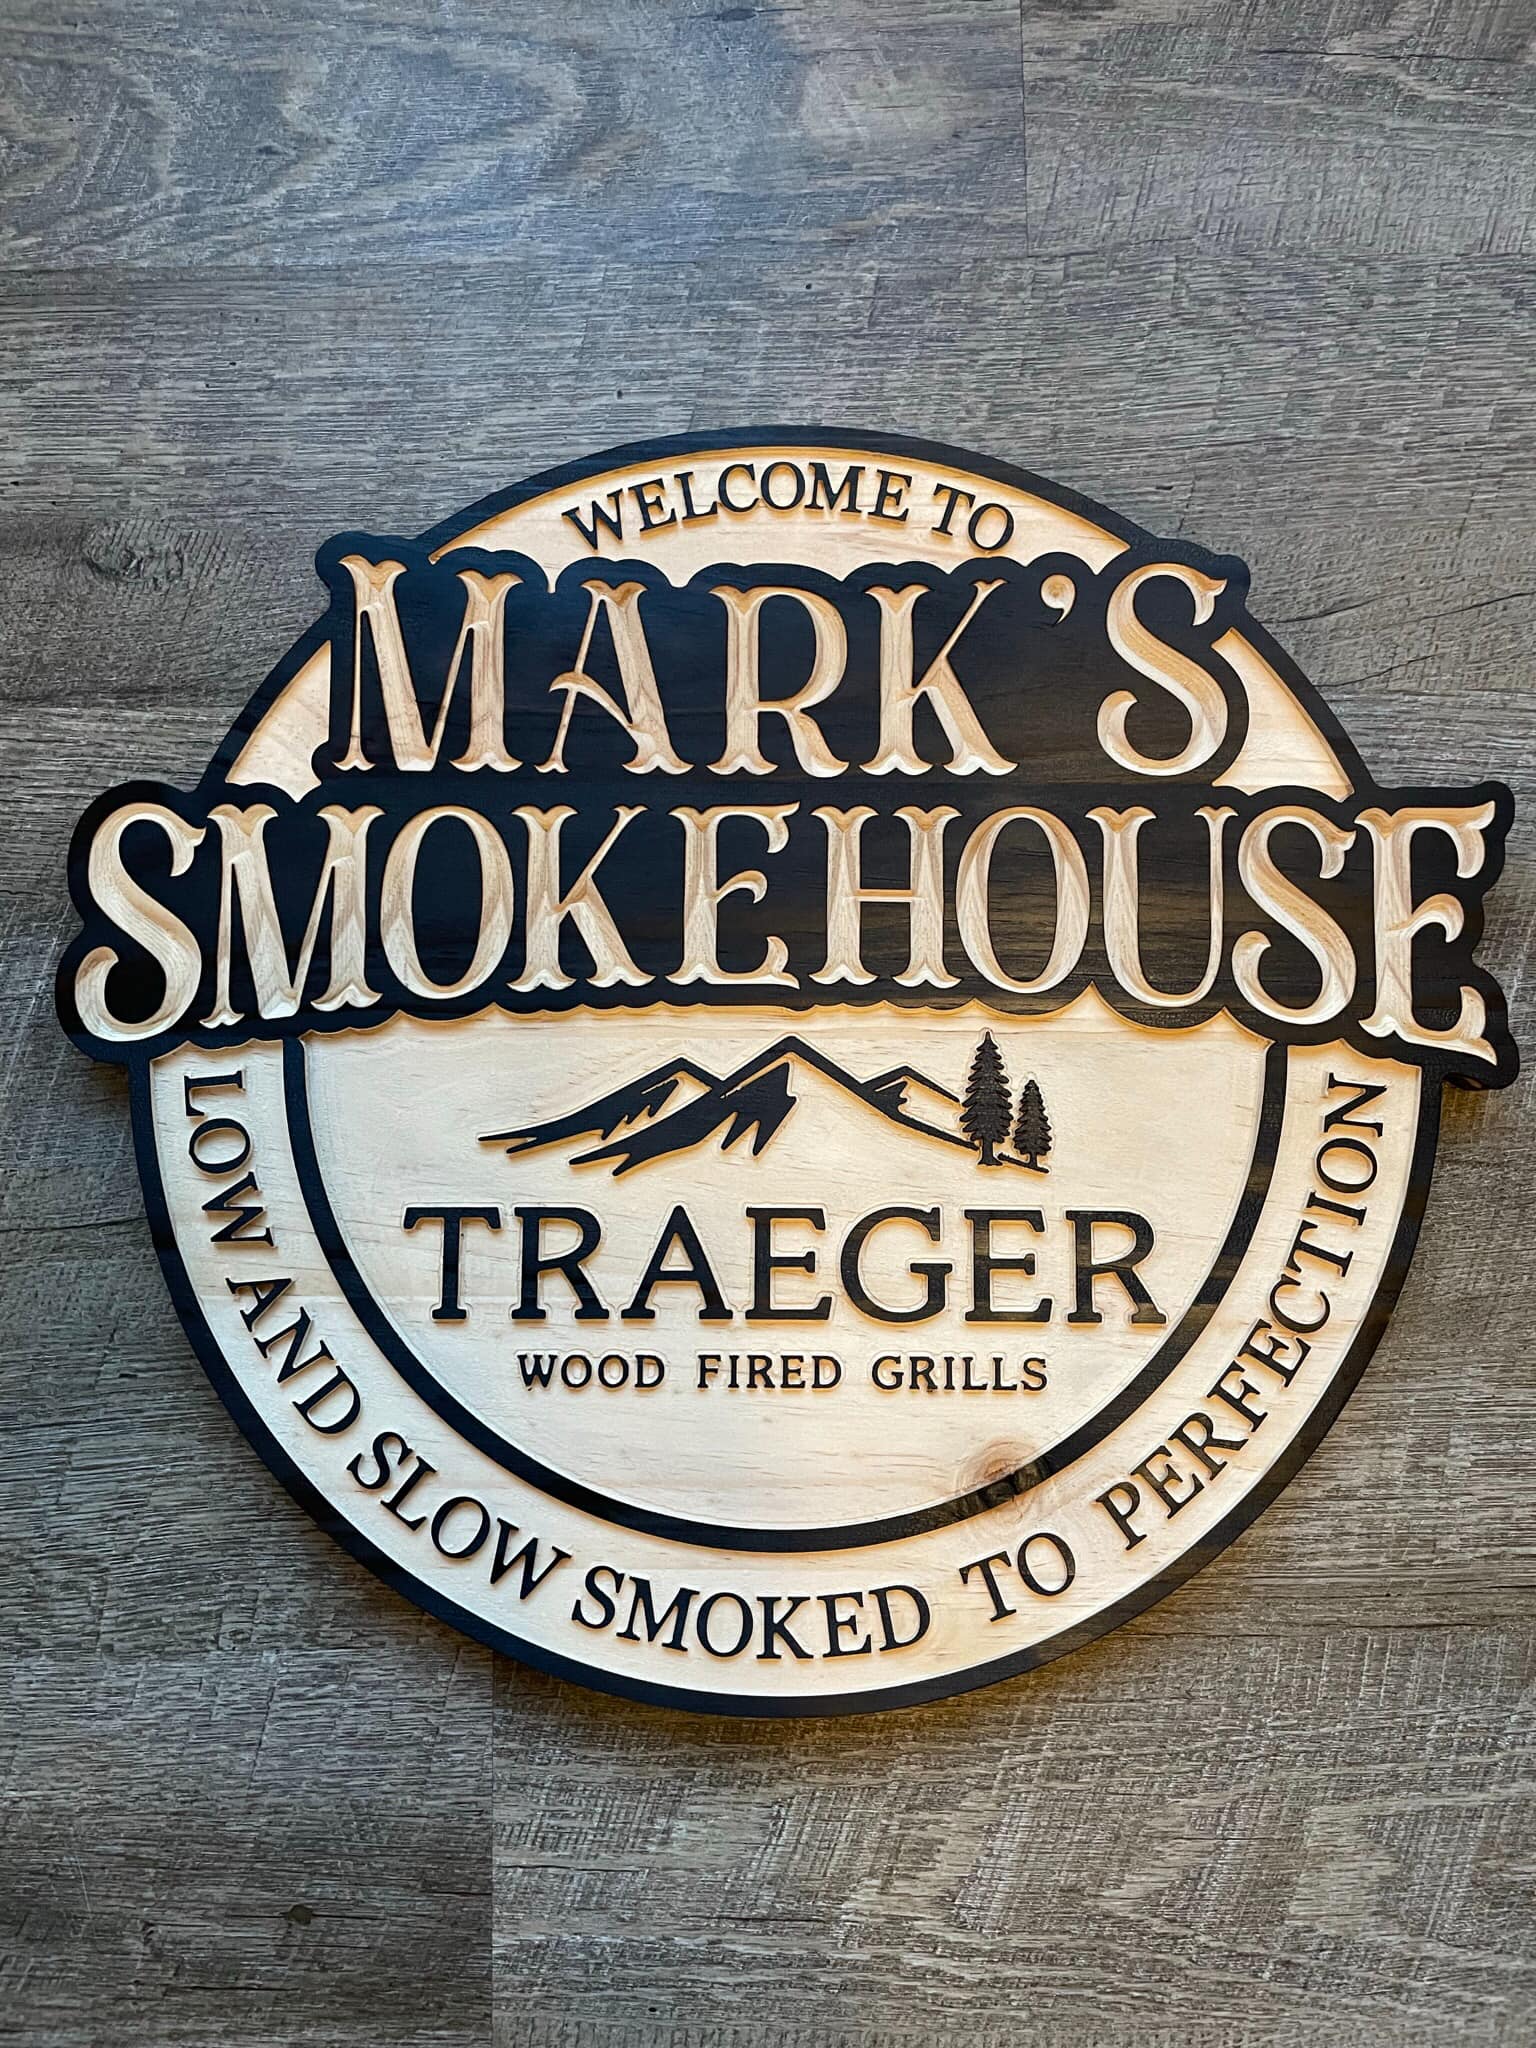 WELCOME TO
MARK'S
SMOKEHOUSE
TRAEGER
WOOD FIRED GRILLS
LOW AND SLOW SMOKED TO PERFECTION